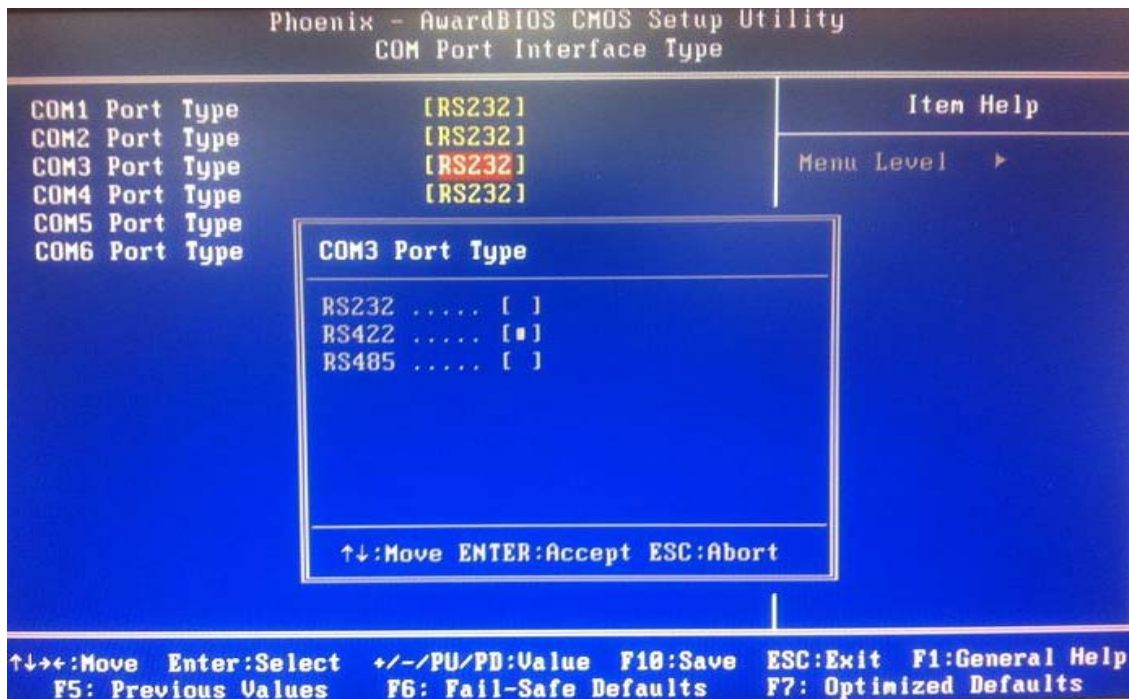 Phoenix - AwardBIOS CMOS Setup Utility
COM Port Interface Type
COM1 Port Type [RS232]
COM2 Port Type [RS232]
COM3 Port Type [RS232]
COM4 Port Type [RS232]
COM5 Port Type
COM6 Port Type
Item Help
Menu Level ▶
COM3 Port Type
RS232 ..... [ ]
RS422 ..... [■]
RS485 ..... [ ]
↑↓:Move ENTER:Accept ESC:Abort
↑↓→←:Move Enter:Select +/-/PU/PD:Value F10:Save ESC:Exit F1:General Help
F5: Previous Values F6: Fail-Safe Defaults F7: Optimized Defaults